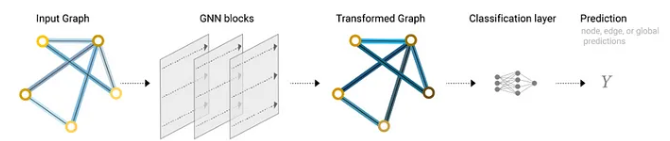 Input Graph
GNN blocks
Transformed Graph
Classification layer
Prediction
node, edge, or global
predictions
Y